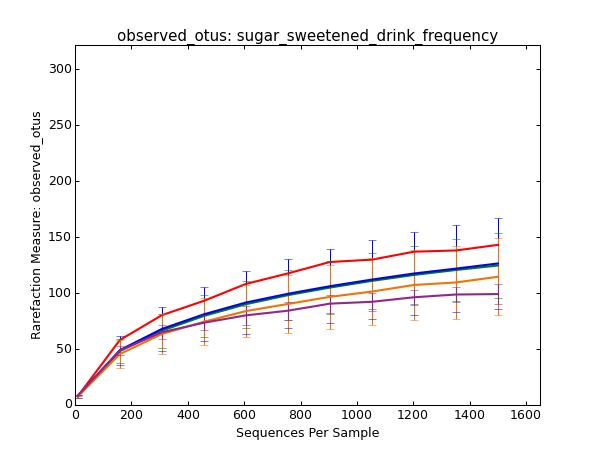 observed_otus: sugar_sweetened_drink_frequency
Rarefaction Measure: observed_otus
300
250
200
150
100
50
0
0 200 400 600 800 1000 1200 1400 1600
Sequences Per Sample